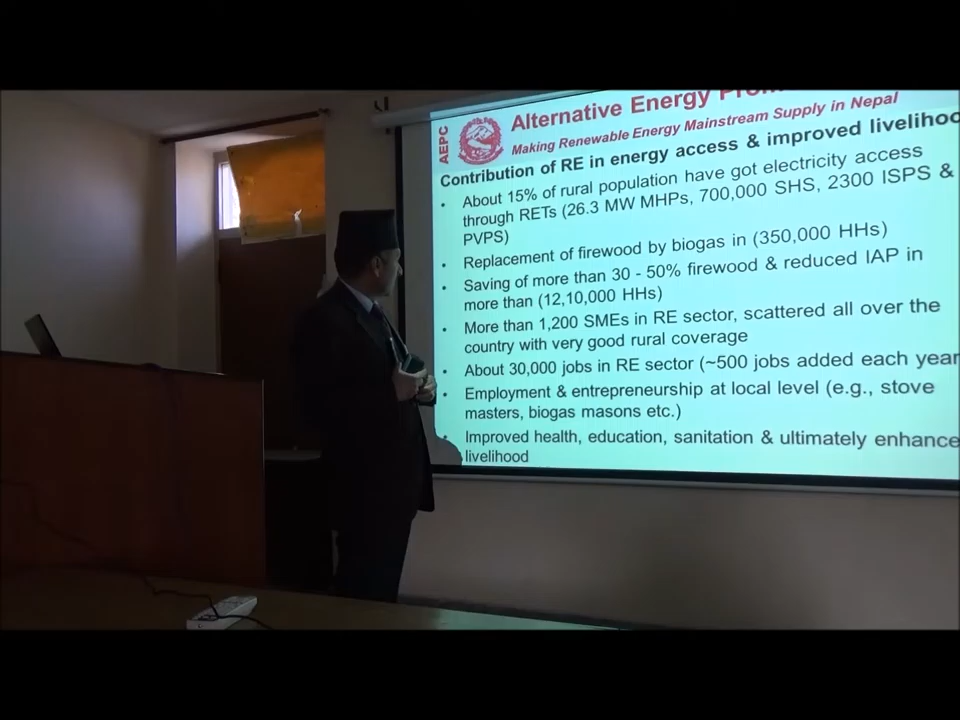 AEPC
Alternative Energy
Making Renewable Energy Mainstream Supply in Nepal
Contribution of RE in energy access & improved
• About 15% of rural population have got electricity access
through RETs (26.3 MW MHPs, 700,000 SHS, 2300 ISPS &
PVPS)
• Replacement of firewood by biogas in (350,000 HHs)
• Saving of more than 30 - 50% firewood & reduced IAP in
more than (12,10,000 HHs)
• More than 1,200 SMEs in RE sector, scattered all over the
country with very good rural coverage
• About 30,000 jobs in RE sector (~500 jobs added each year
• Employment & entrepreneurship at local level (e.g., stove
masters, biogas masons etc.)
• Improved health, education, sanitation & ultimately enhance
livelihood